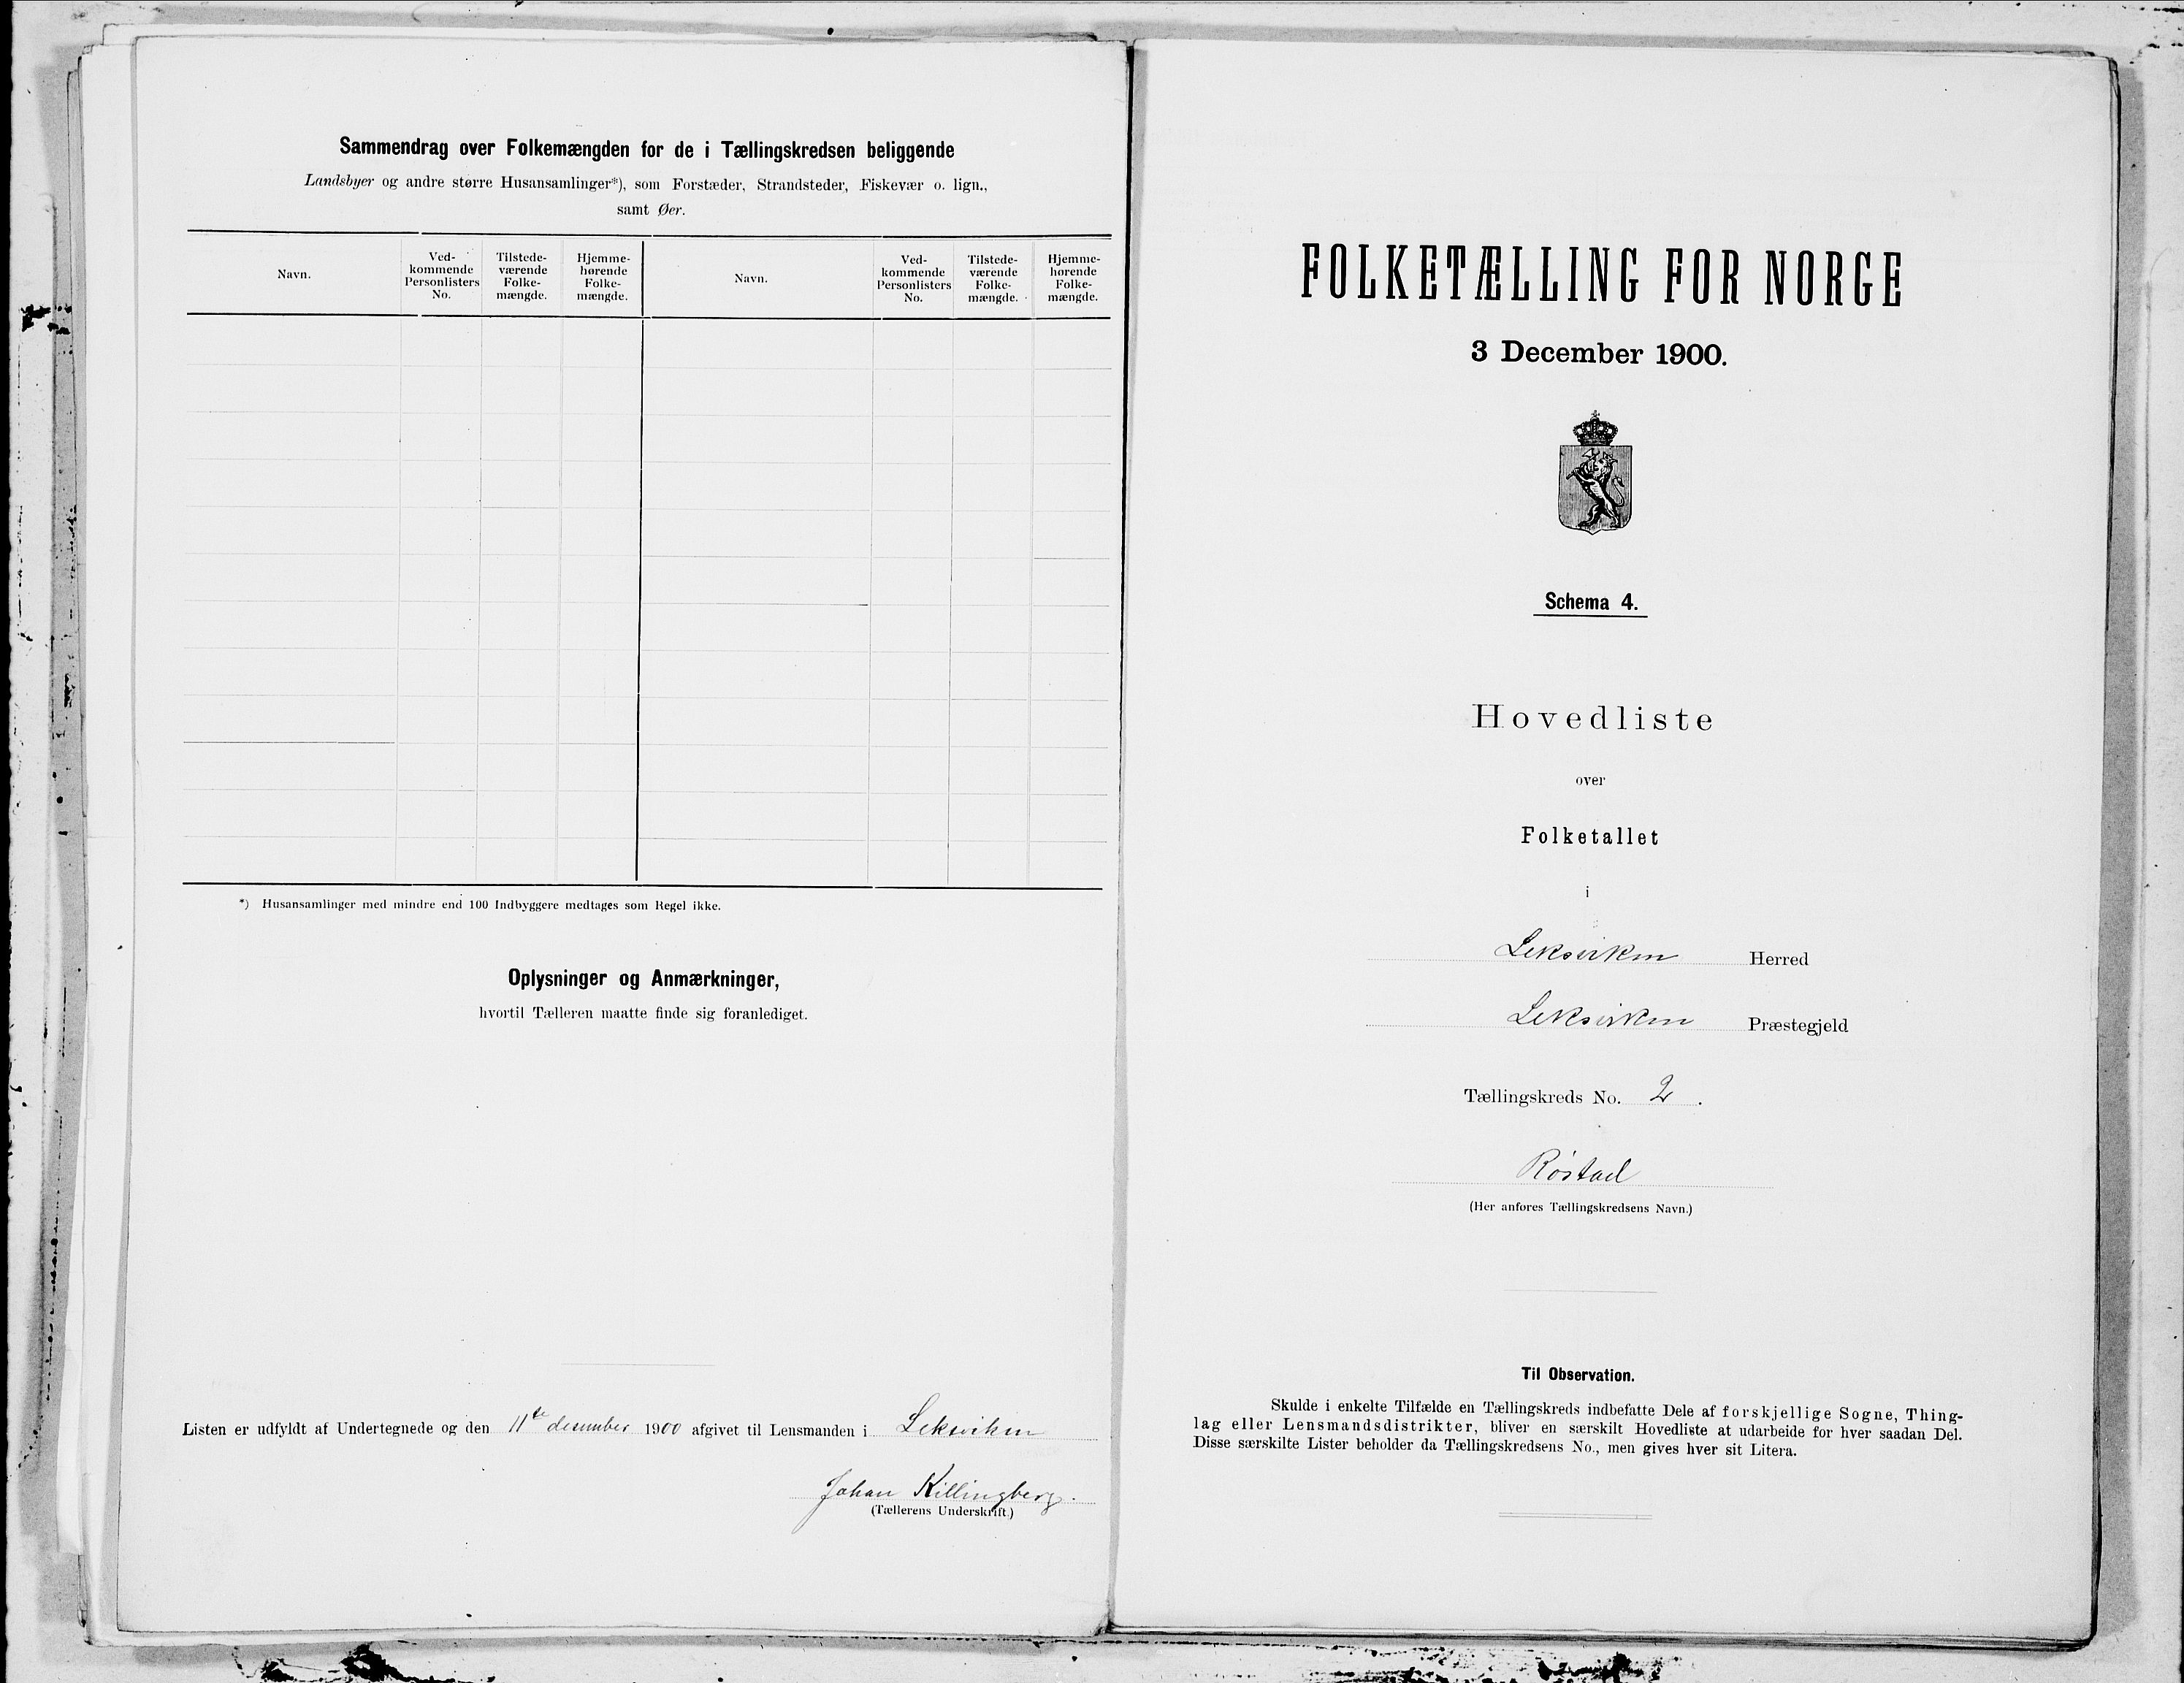 Sammendrag over Folkemængden for de i Tællingskredsen beliggende
Landsbyer og andre større Husansamlinger*), som Forstæder, Strandsteder, Fiskevær o. lign.,
samt Øer.
Navn.
Ved-
kommende
Personlisters
No.
Tilstede-
værende
Folke-
mængde.
Hjemme-
hørende
Folke-
mængde.
Navn.
Ved-
kommende
Personlisters
No.
Tilstede-
værende
Folke-
mængde.
Hjemme-
hørende
Folke-
mængde.
*) Husansamlinger med mindre end 100 Indbyggere medtages som Regel ikke.
Oplysninger og Anmærkninger,
hvortil Tælleren maatte finde sig foranlediget.
Listen er udfyldt af Undertegnede og den 11te desember 1900 afgivet til Lensmanden i Leksviken
Johan Killingberg.
(Tællerens Underskrift.)
FOLKETÆLLING FOR NORGE
3 December 1900.
Schema 4.
Hovedliste
over
Folketallet
i
Leksviken Herred
Leksviken Præstegjeld
Tællingskreds No. 2.
Röstad
(Her anføres Tællingskredsens Navn.)
Til Observation.
Skulde i enkelte Tilfælde en Tællingskreds indbefatte Dele af forskjellige Sogne, Thing-
lag eller Lensmandsdistrikter, bliver en særskilt Hovedliste at udarbeide for hver saadan Del.
Disse særskilte Lister beholder da Tællingskredsens No., men gives hver sit Litera.